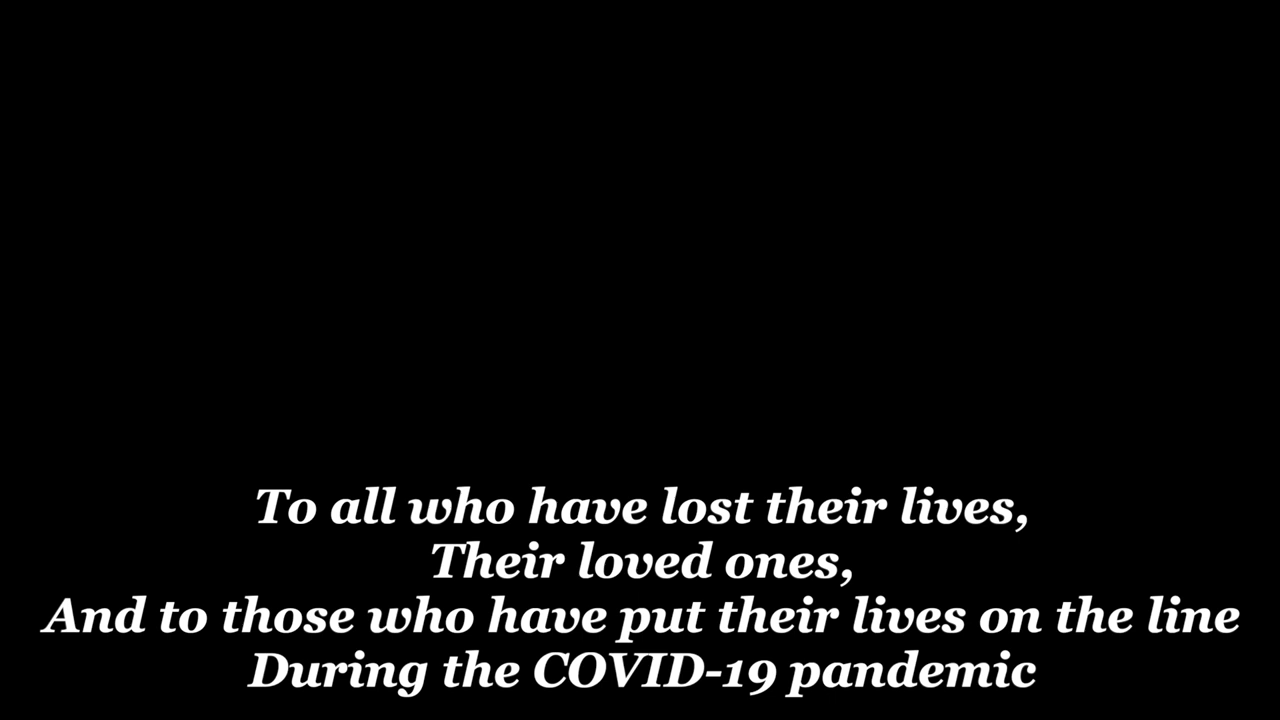 To all who have lost their lives,
Their loved ones,
And to those who have put their lives on the line
During the COVID-19 pandemic